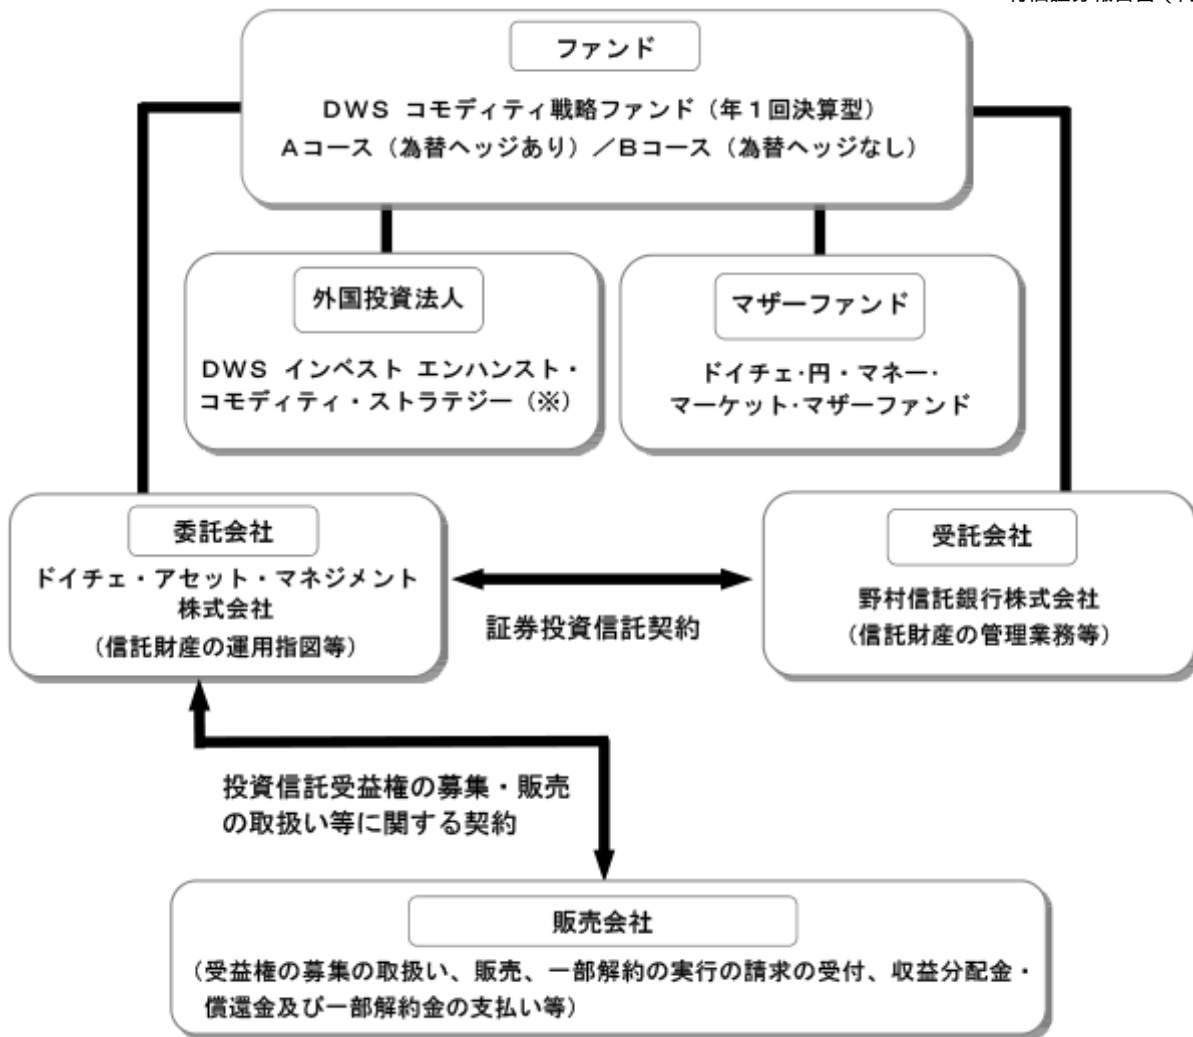 ファンド
DWS コモディティ戦略ファンド（年１回決算型）
Ａコース（為替ヘッジあり）／Ｂコース（為替ヘッジなし）
外国投資法人
DWS インベスト エンハンスト・
コモディティ・ストラテジー（※）
マザーファンド
ドイチェ・円・マネー・
マーケット・マザーファンド
委託会社
ドイチェ・アセット・マネジメント
株式会社
（信託財産の運用指図等）
証券投資信託契約
受託会社
野村信託銀行株式会社
（信託財産の管理業務等）
投資信託受益権の募集・販売
の取扱い等に関する契約
販売会社
（受益権の募集の取扱い、販売、一部解約の実行の請求の受付、収益分配金・
償還金及び一部解約金の支払い等）